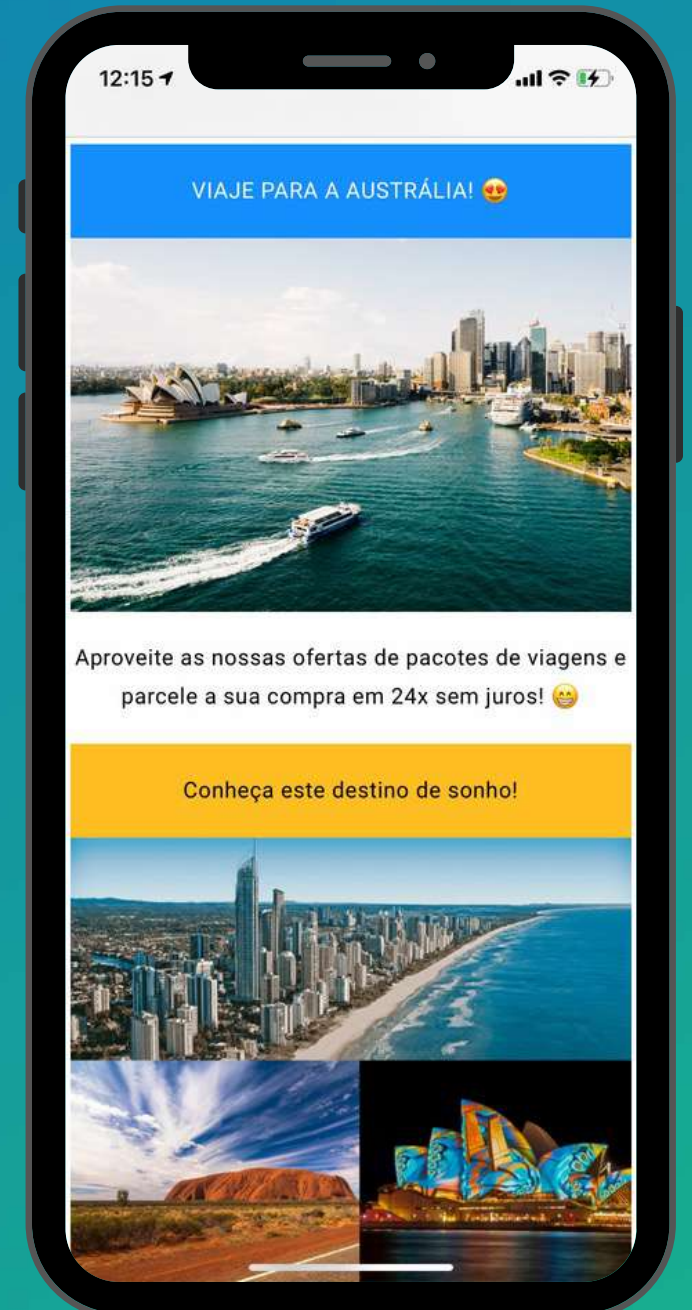 12:15
VIAJE PARA A AUSTRÁLIA! 😍
Aproveite as nossas ofertas de pacotes de viagens e
parcele a sua compra em 24x sem juros! 😁
Conheça este destino de sonho!